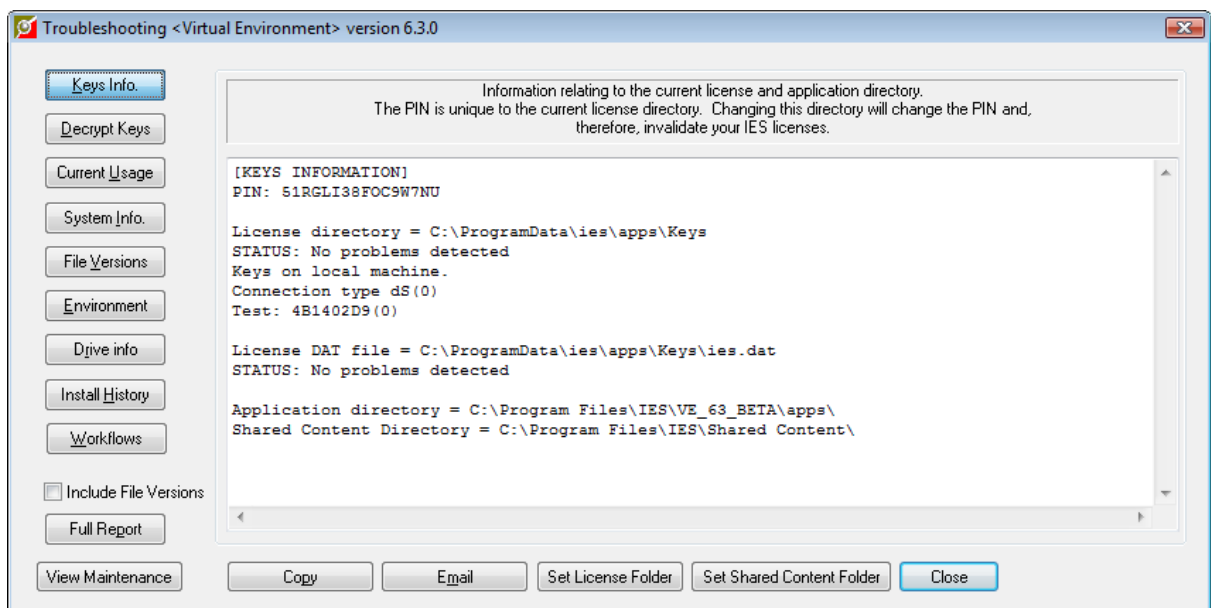 Troubleshooting <Virtual Environment> version 6.3.0
Keys Info.
Decrypt Keys
Current Usage
System Info.
File Versions
Environment
Drive info
Install History
Workflows
Include File Versions
Full Report
View Maintenance
Information relating to the current license and application directory.
The PIN is unique to the current license directory. Changing this directory will change the PIN and,
therefore, invalidate your IES licenses.
[KEYS INFORMATION]
PIN: 51RGLI38FOC9W7NU
License directory = C:\ProgramData\ies\apps\Keys
STATUS: No problems detected
Keys on local machine.
Connection type dS(0)
Test: 4B1402D9(0)
License DAT file = C:\ProgramData\ies\apps\Keys\ies.dat
STATUS: No problems detected
Application directory = C:\Program Files\IES\VE_63_BETA\apps\
Shared Content Directory = C:\Program Files\IES\Shared Content\
Copy
Email
Set License Folder
Set Shared Content Folder
Close